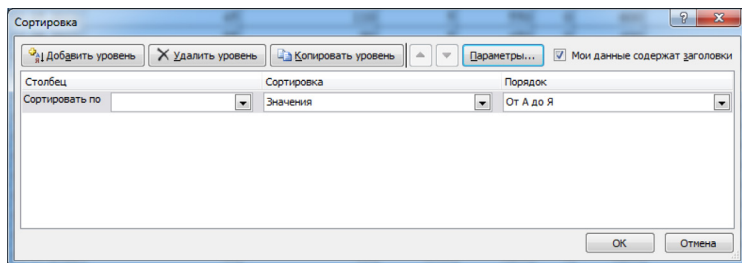 Сортировка
Добавить уровень Удалить уровень Копировать уровень Параметры... Мои данные содержат заголовки
Столбец Сортировка Порядок
Сортировать по Значения От А до Я
ОК Отмена